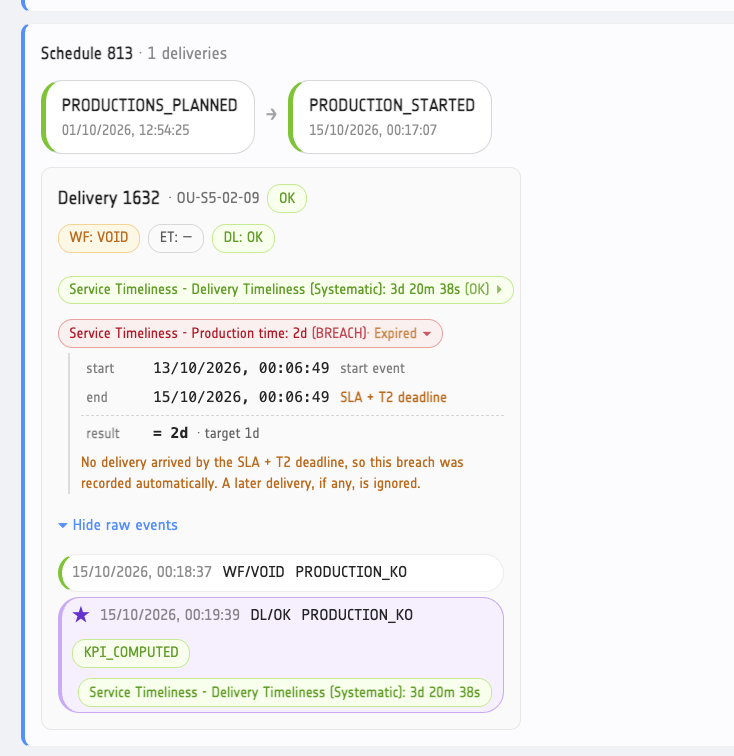 Schedule 813 · 1 deliveries
PRODUCTIONS_PLANNED
01/10/2026, 12:54:25
→
PRODUCTION_STARTED
15/10/2026, 00:17:07
Delivery 1632 · OU-S5-02-09 OK
WF: VOID ET: — DL: OK
Service Timeliness - Delivery Timeliness (Systematic): 3d 20m 38s (OK)
Service Timeliness - Production time: 2d (BREACH)· Expired
start 13/10/2026, 00:06:49 start event
end 15/10/2026, 00:06:49 SLA + T2 deadline
result = 2d · target 1d
No delivery arrived by the SLA + T2 deadline, so this breach was
recorded automatically. A later delivery, if any, is ignored.
Hide raw events
15/10/2026, 00:18:37 WF/VOID PRODUCTION_KO
★ 15/10/2026, 00:19:39 DL/OK PRODUCTION_KO
KPI_COMPUTED
Service Timeliness - Delivery Timeliness (Systematic): 3d 20m 38s